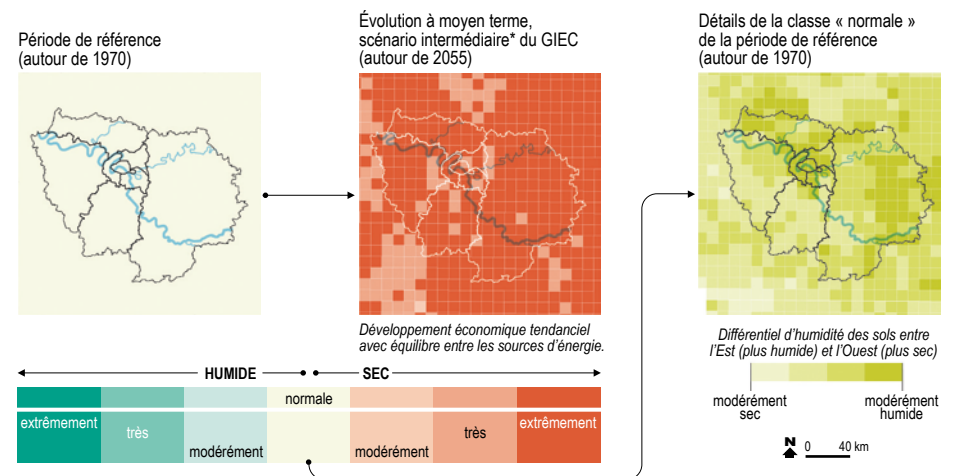 Période de référence
(autour de 1970)
Évolution à moyen terme,
scénario intermédiaire* du GIEC
(autour de 2055)
Détails de la classe « normale »
de la période de référence
(autour de 1970)
Développement économique tendanciel
avec équilibre entre les sources d'énergie.
Différentiel d'humidité des sols entre
l'Est (plus humide) et l'Ouest (plus sec)
HUMIDE
SEC
normale
extrêmement
très
modérément
modérément
très
extrêmement
modérément
sec
modérément
humide
N
0 40 km